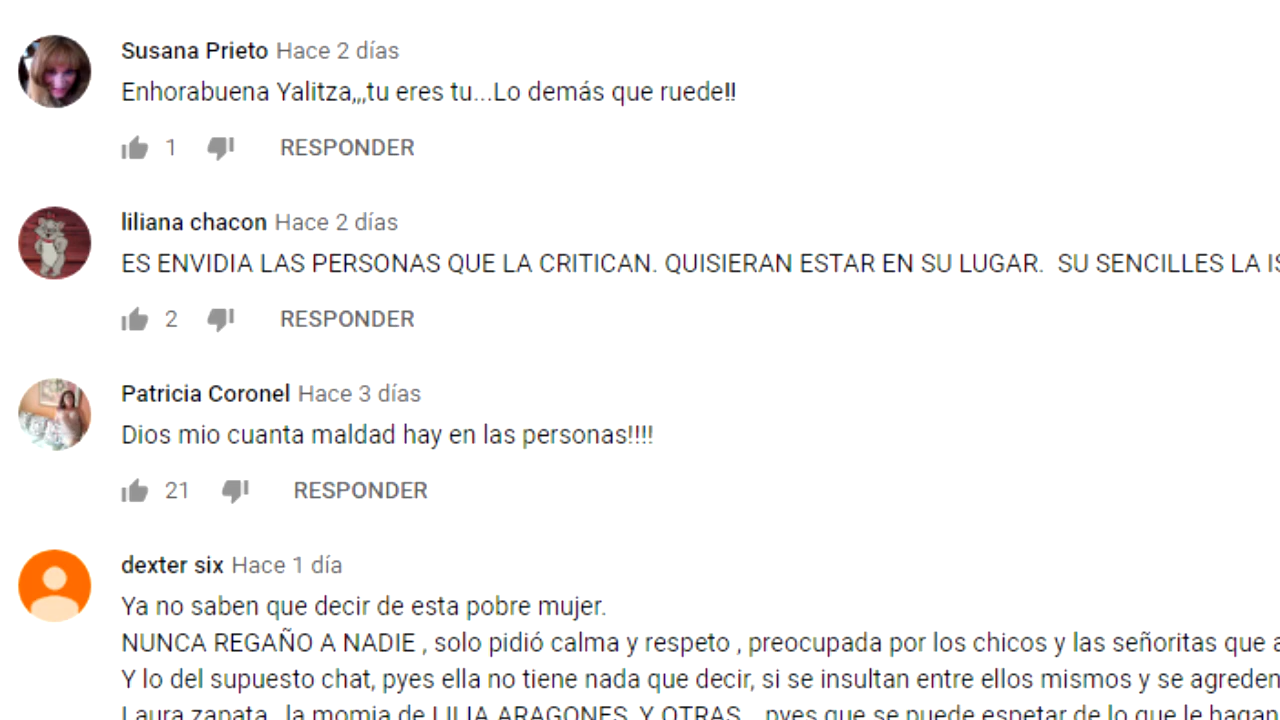 Susana Prieto Hace 2 días
Enhorabuena Yalitza,,,tu eres tu...Lo demás que ruede!!
1 RESPONDER
liliana chacon Hace 2 días
ES ENVIDIA LAS PERSONAS QUE LA CRITICAN. QUISIERAN ESTAR EN SU LUGAR. SU SENCILLES LA
2 RESPONDER
Patricia Coronel Hace 3 días
Dios mio cuanta maldad hay en las personas!!!!
21 RESPONDER
dexter six Hace 1 día
Ya no saben que decir de esta pobre mujer.
NUNCA REGAÑO A NADIE , solo pidió calma y respeto , preocupada por los chicos y las señoritas que
Y lo del supuesto chat, pyes ella no tiene nada que decir, si se insultan entre ellos mismos y se agreden
Laura zapata , la momia de LILIA ARAGONES, Y OTRAS , pyes que se puede espetar de lo que le hagan